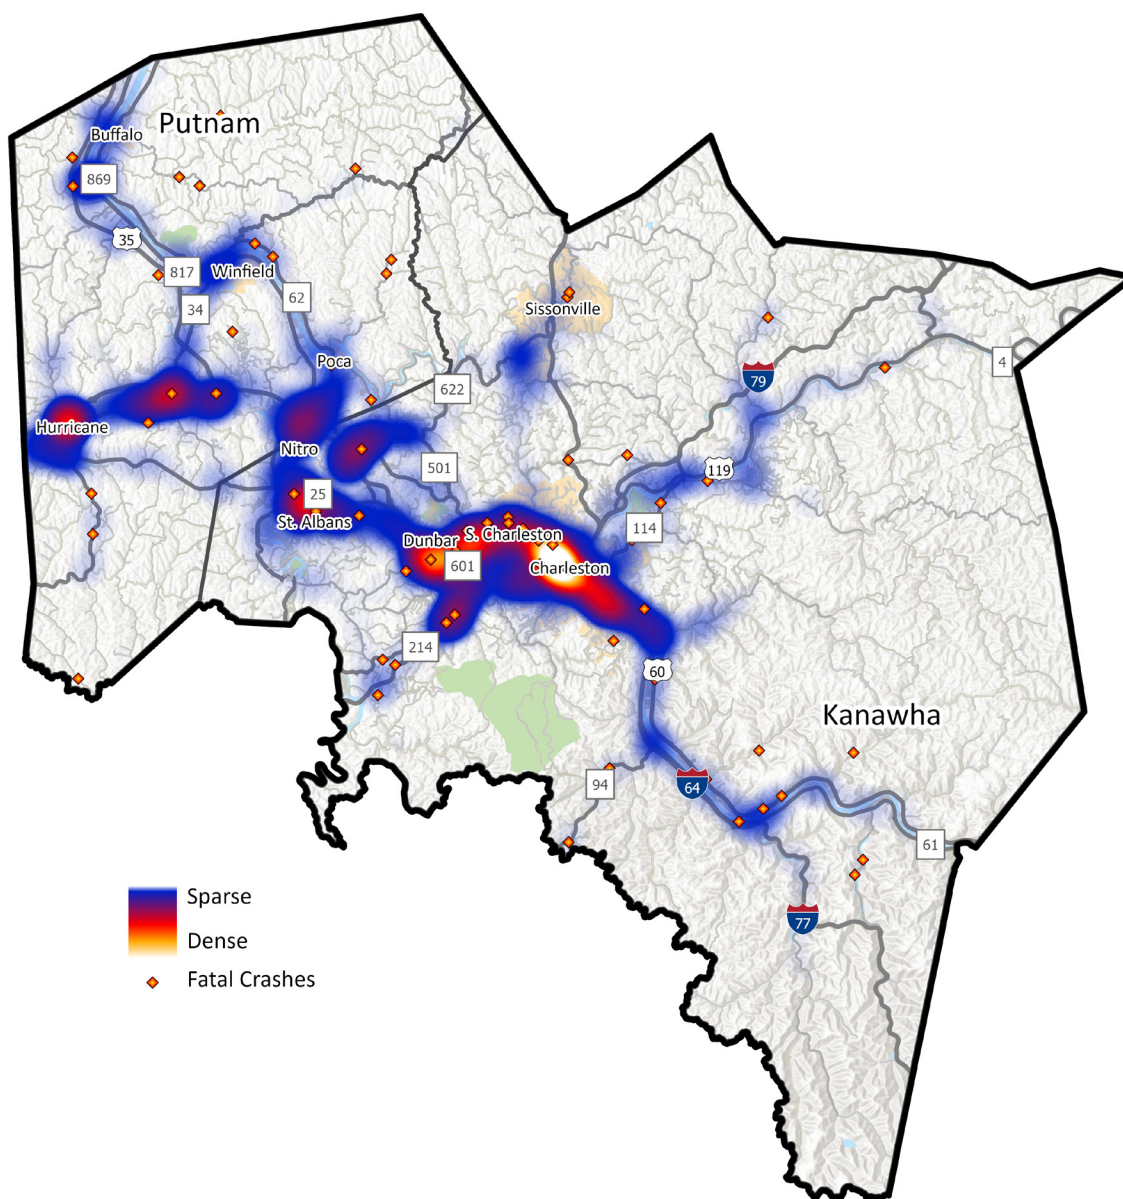 Putnam
Buffalo
869
35
817
Winfield
34
62
Sissonville
Poca
79
4
622
Hurricane
Nitro
501
119
25
St. Albans
114
Dunbar
S. Charleston
601
Charleston
214
60
Kanawha
94
64
61
77
Sparse
Dense
Fatal Crashes